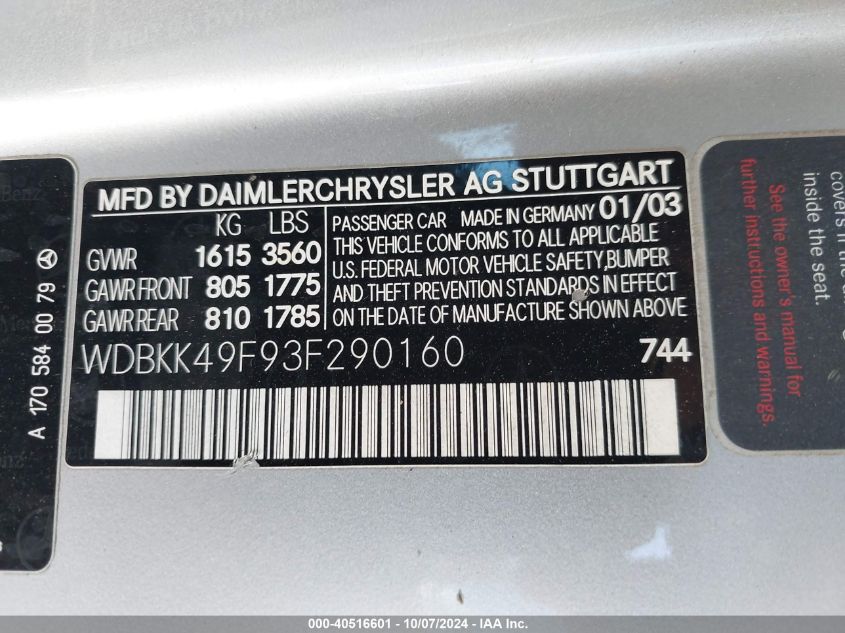 MFD BY DAIMLERCHRYSLER AG STUTTGART
KG LBS
GVWR 1615 3560
GAWR FRONT 805 1775
GAWR REAR 810 1785
PASSENGER CAR MADE IN GERMANY 01/03
THIS VEHICLE CONFORMS TO ALL APPLICABLE
U.S. FEDERAL MOTOR VEHICLE SAFETY,BUMPER
AND THEFT PREVENTION STANDARDS IN EFFECT
ON THE DATE OF MANUFACTURE SHOWN ABOVE
WDBKK49F93F290160 744
A 170 584 00 79
See the owner's manual for
further instructions and warnings.
covers if the
inside the seat.
000-40516601 - 10/07/2024 - IAA Inc.